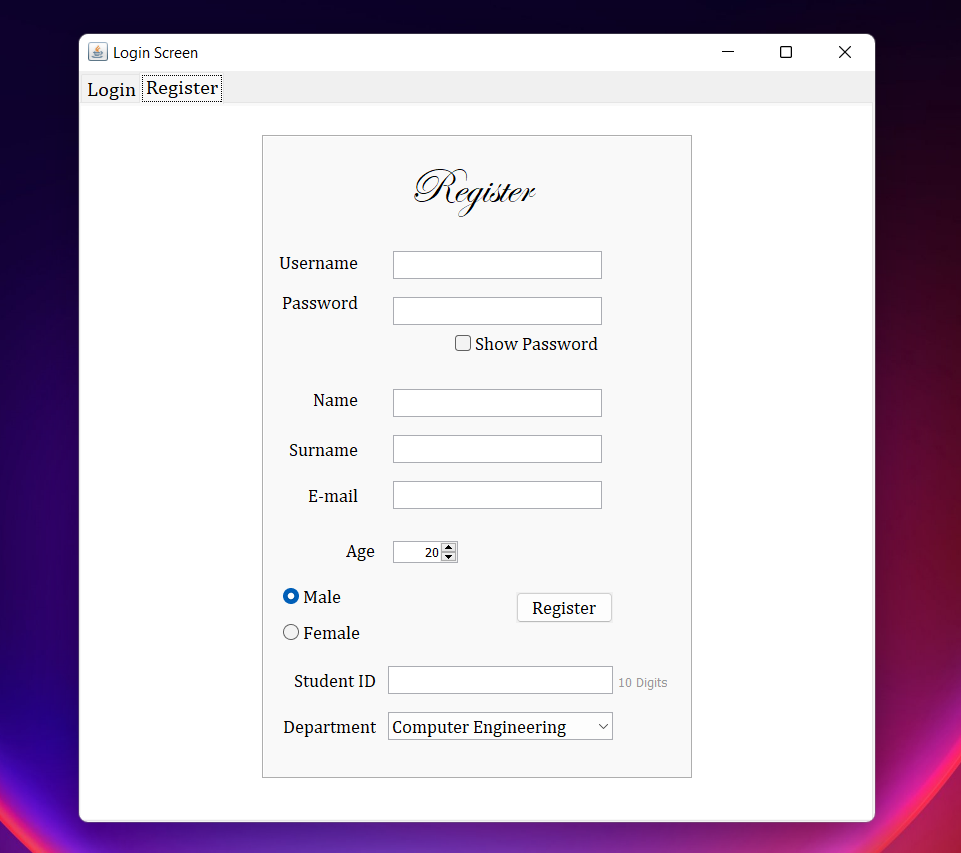 Login Screen
Login Register
Register
Username
Password
Show Password
Name
Surname
E-mail
Age 20
Male
Register
Female
Student ID 10 Digits
Department Computer Engineering